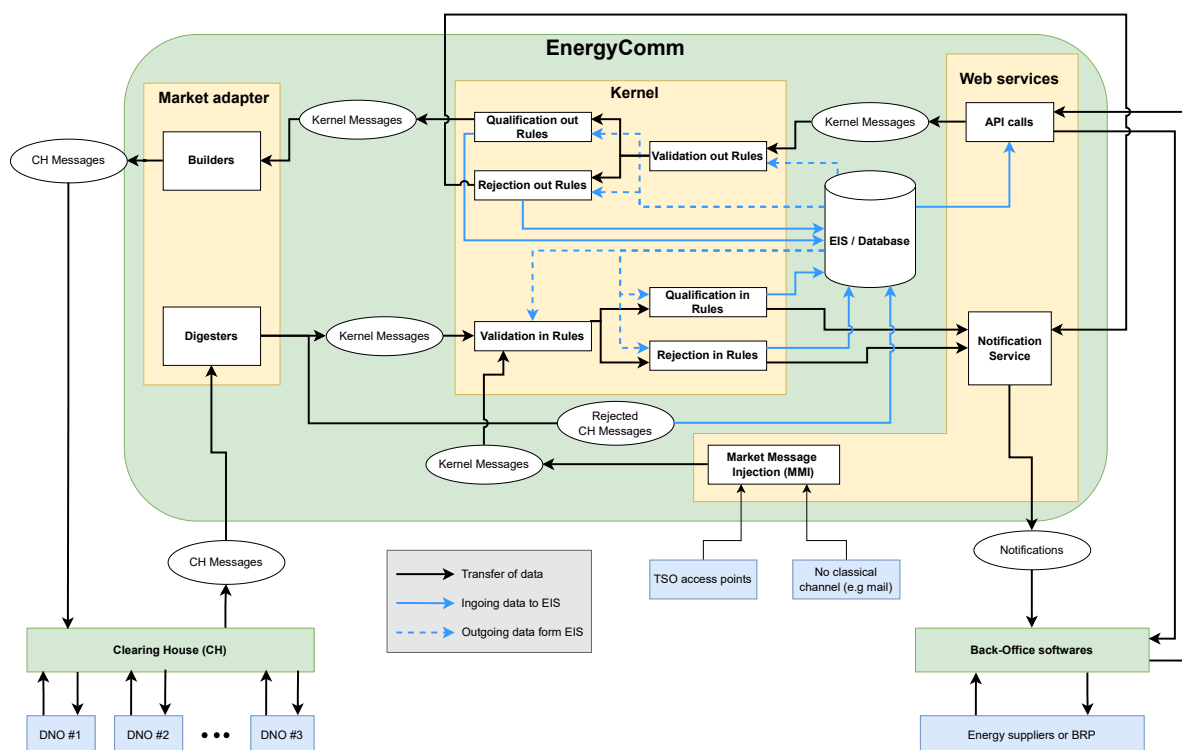 EnergyComm
Market adapter
Kernel
Web services
Kernel Messages
Qualification out
Rules
Kernel Messages
API calls
CH Messages
Builders
Validation out Rules
Rejection out Rules
EIS / Database
Digesters
Kernel Messages
Validation in Rules
Qualification in
Rules
Rejection in Rules
Notification
Service
Rejected
CH Messages
Kernel Messages
Market Message
Injection (MMI)
CH Messages
Transfer of data
Ingoing data to EIS
Outgoing data form EIS
TSO access points
No classical
channel (e.g mail)
Notifications
Clearing House (CH)
Back-Office softwares
DNO #1
DNO #2
DNO #3
Energy suppliers or BRP